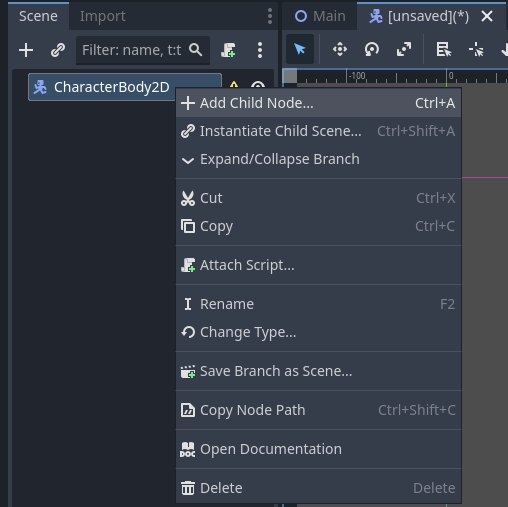 Scene Import Main [unsaved](*)
Filter: name, t:t
CharacterBody2D
-100 0
Add Child Node... Ctrl+A
Instantiate Child Scene... Ctrl+Shift+A
Expand/Collapse Branch
Cut Ctrl+X
Copy Ctrl+C
Attach Script...
Rename F2
Change Type...
Save Branch as Scene...
Copy Node Path Ctrl+Shift+C
DOC Open Documentation
Delete Delete